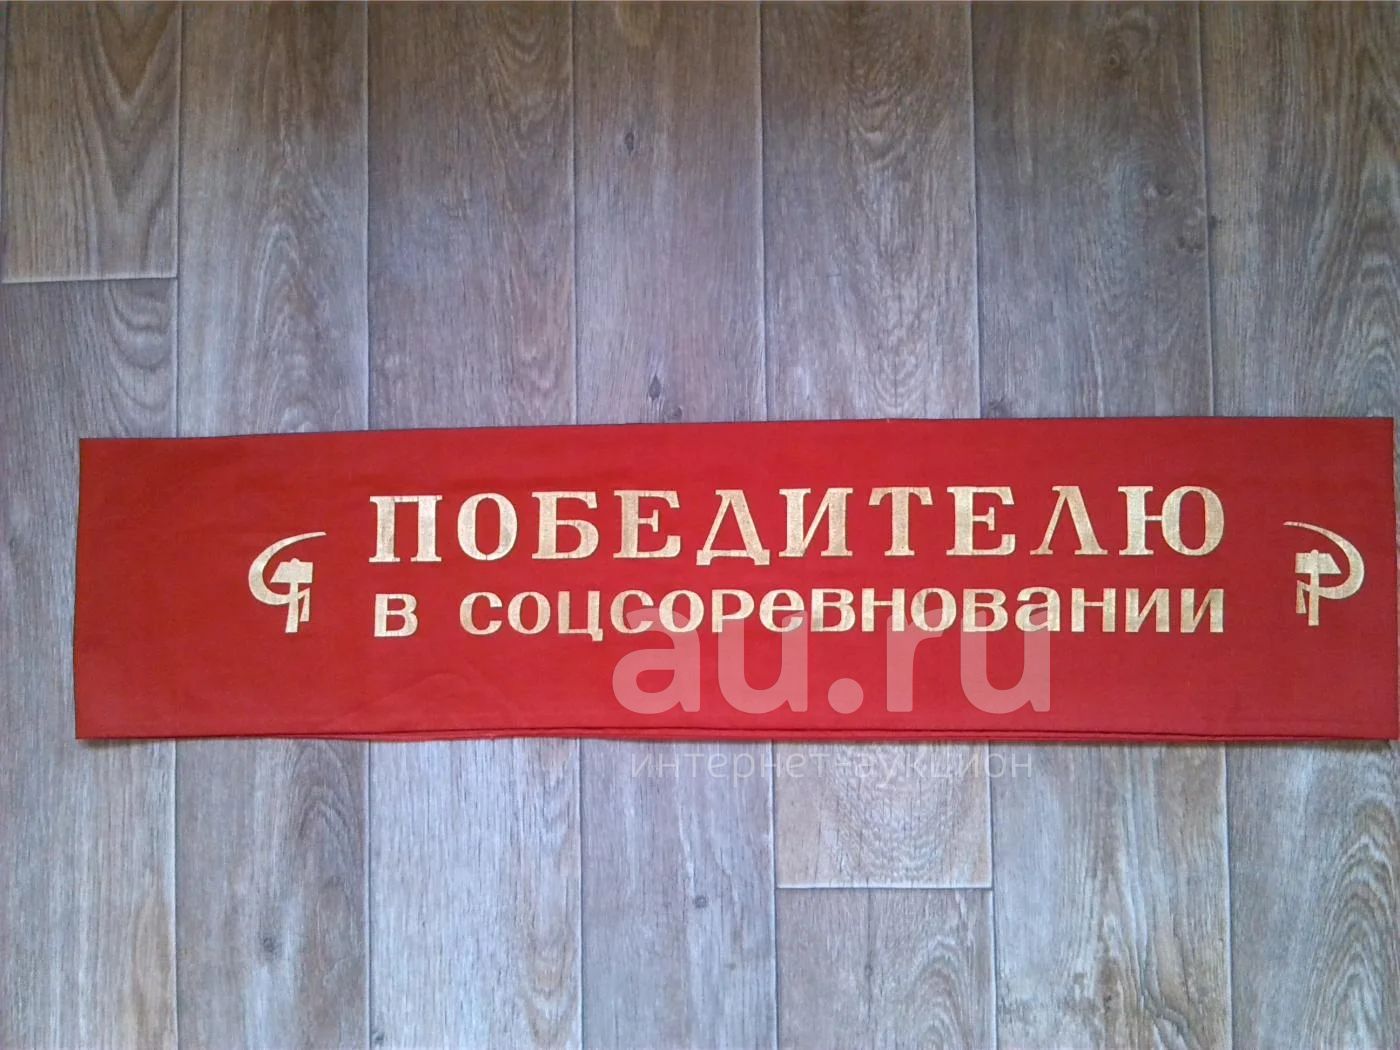 ПОБЕДИТЕЛЮ
в соцсоревновании
au.ru
интернет-аукцион